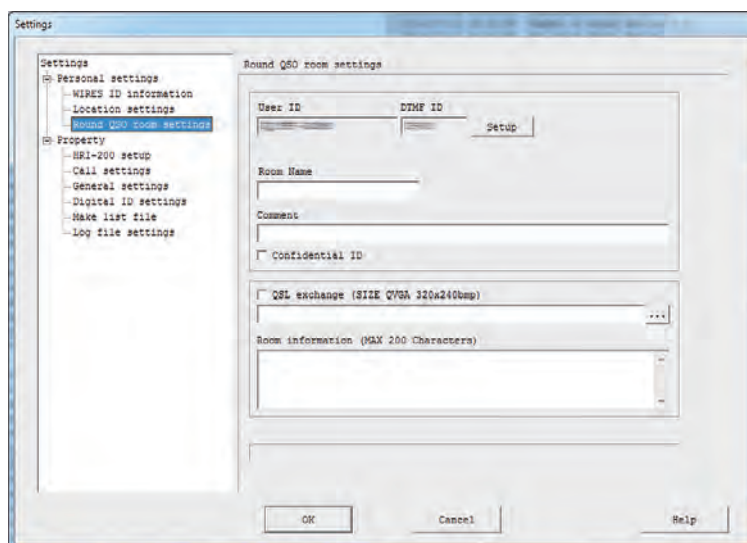 Settings
Settings
Personal settings
WIRES ID information
Location settings
Round QSO room settings
Property
HRI-200 setup
Call settings
General settings
Digital ID settings
Make list file
Log file settings
Round QSO room settings
User ID DTMF ID
Setup
Room Name
Comment
Confidential ID
QSL exchange (SIZE QVGA 320x240bmp)
...
Room information (MAX 200 Characters)
OK Cancel Help